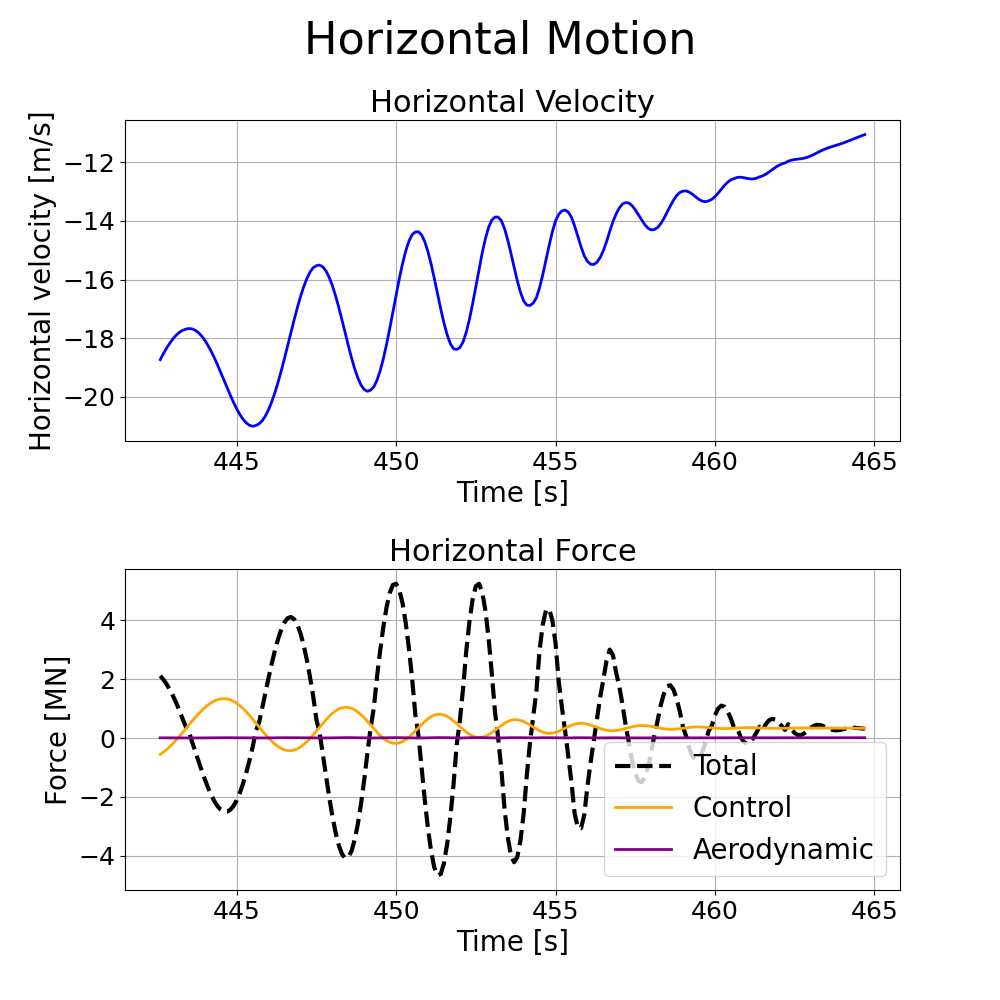 Horizontal Motion
Horizontal Velocity
Horizontal velocity [m/s]
−12
−14
−16
−18
−20
445 450 455 460 465
Time [s]
Horizontal Force
Force [MN]
4
2
0
−2
−4
Total
Control
Aerodynamic
445 450 455 460 465
Time [s]